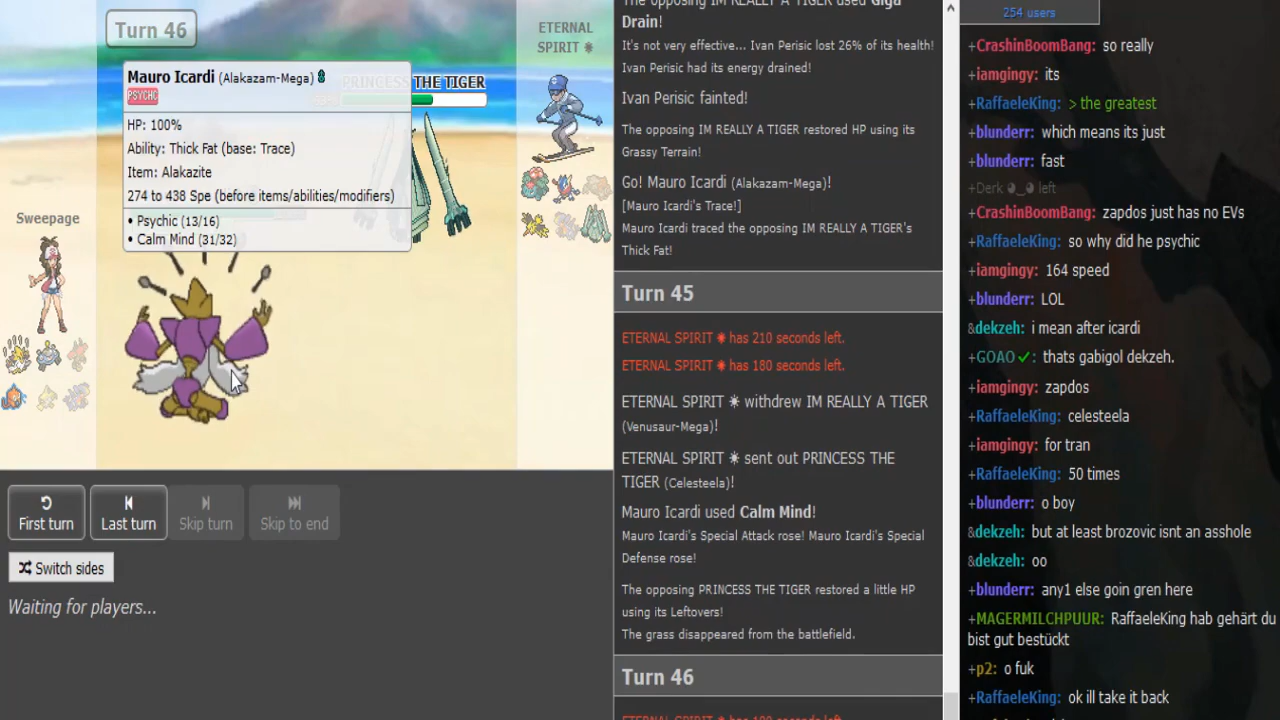 Turn 46
ETERNAL
SPIRIT ☀
Mauro Icardi (Alakazam-Mega)
PSYCHC
HP: 100%
Ability: Thick Fat (base: Trace)
Item: Alakazite
274 to 438 Spe (before items/abilities/modifiers)
• Psychic (13/16)
• Calm Mind (31/32)
PRINCESS THE TIGER
Sweepage
First turn
Last turn
Skip turn
Skip to end
Switch sides
Waiting for players...
The opposing IM REALLY A TIGER used Giga
Drain!
It's not very effective... Ivan Perisic lost 26% of its health!
Ivan Perisic had its energy drained!
Ivan Perisic fainted!
The opposing IM REALLY A TIGER restored HP using its
Grassy Terrain!
Go! Mauro Icardi (Alakazam-Mega)!
[Mauro Icardi's Trace!]
Mauro Icardi traced the opposing IM REALLY A TIGER's
Thick Fat!
Turn 45
ETERNAL SPIRIT ☀ has 210 seconds left.
ETERNAL SPIRIT ☀ has 180 seconds left.
ETERNAL SPIRIT ☀ withdrew IM REALLY A TIGER
(Venusaur-Mega)!
ETERNAL SPIRIT ☀ sent out PRINCESS THE
TIGER (Celesteela)!
Mauro Icardi used Calm Mind!
Mauro Icardi's Special Attack rose! Mauro Icardi's Special
Defense rose!
The opposing PRINCESS THE TIGER restored a little HP
using its Leftovers!
The grass disappeared from the battlefield.
Turn 46
254 users
+CrashinBoomBang: so really
+iamgingy: its
+RaffaeleKing: > the greatest
+blunderr: which means its just
+blunderr: fast
+Derk ◕‿◕ left
+CrashinBoomBang: zapdos just has no EVs
+RaffaeleKing: so why did he psychic
+iamgingy: 164 speed
+blunderr: LOL
&dekzeh: i mean after icardi
+GOAO ✓: thats gabigol dekzeh.
+iamgingy: zapdos
+RaffaeleKing: celesteela
+iamgingy: for tran
+RaffaeleKing: 50 times
+blunderr: o boy
&dekzeh: but at least brozovic isnt an asshole
&dekzeh: oo
+blunderr: any1 else goin gren here
+MAGERMILCHPUUR: RaffaeleKing hab gehärt du
bist gut bestückt
+p2: o fuk
+RaffaeleKing: ok ill take it back